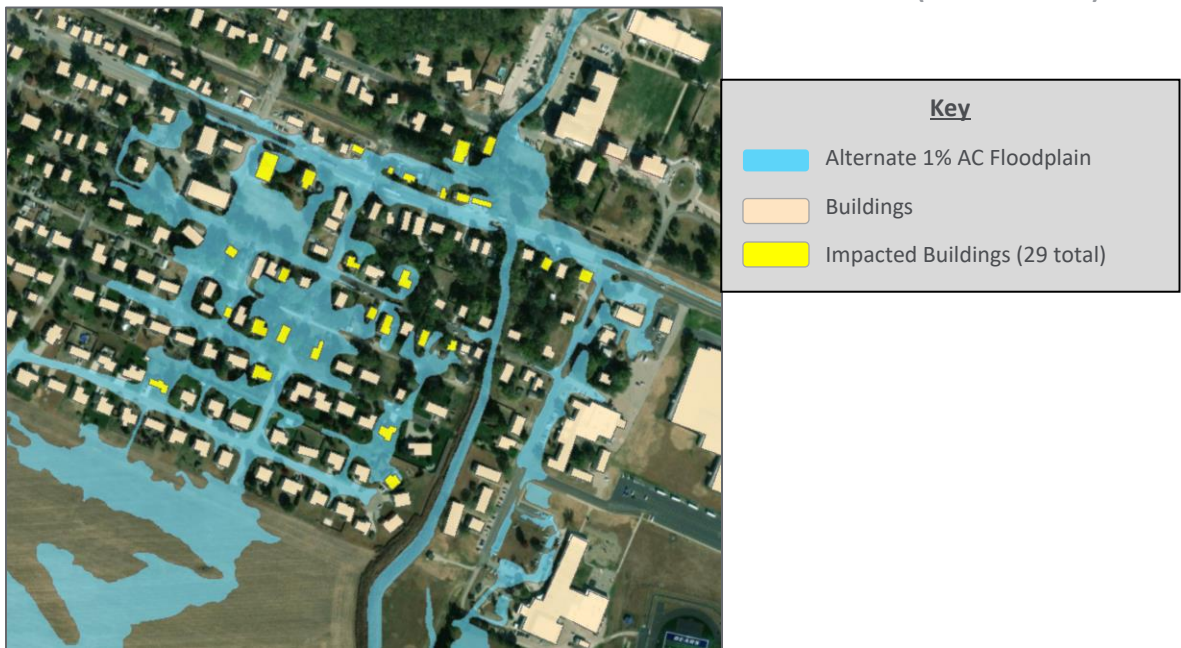 Key
Alternate 1% AC Floodplain
Buildings
Impacted Buildings (29 total)